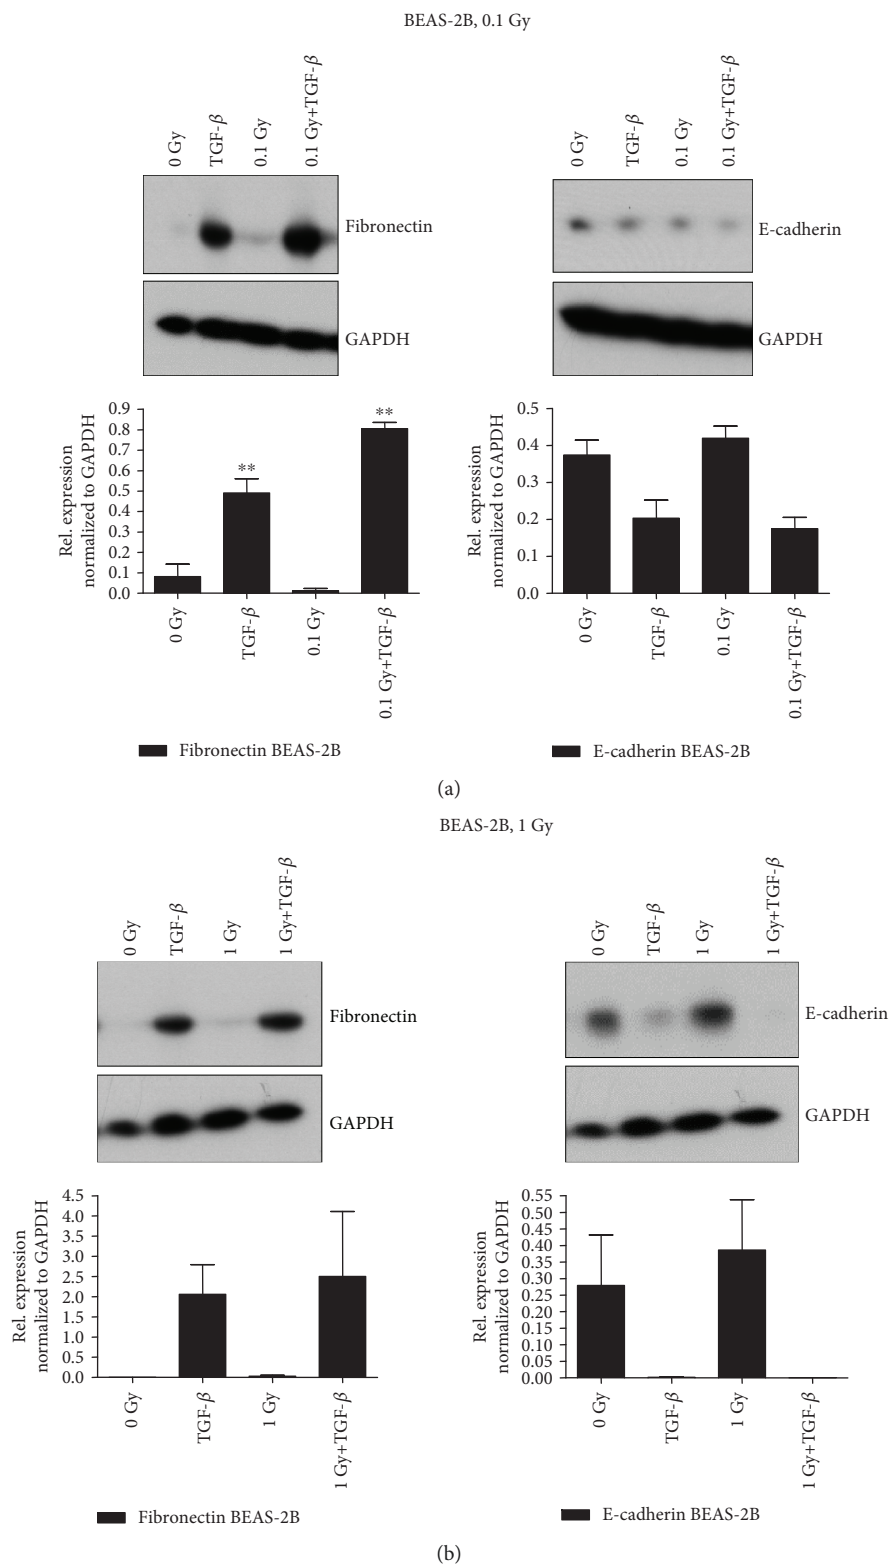 BEAS-2B, 0.1 Gy
0 Gy
TGF-β
0.1 Gy
0.1 Gy+TGF-β
Fibronectin
GAPDH
0 Gy
TGF-β
0.1 Gy
0.1 Gy+TGF-β
E-cadherin
GAPDH
Rel. expression
normalized to GAPDH
0.9
0.8
0.7
0.6
0.5
0.4
0.3
0.2
0.1
0.0
**
**
0 Gy
TGF-β
0.1 Gy
0.1 Gy+TGF-β
Fibronectin BEAS-2B
Rel. expression
normalized to GAPDH
0.5
0.4
0.3
0.2
0.1
0.0
0 Gy
TGF-β
0.1 Gy
0.1 Gy+TGF-β
E-cadherin BEAS-2B
(a)
BEAS-2B, 1 Gy
0 Gy
TGF-β
1 Gy
1 Gy+TGF-β
Fibronectin
GAPDH
0 Gy
TGF-β
1 Gy
1 Gy+TGF-β
E-cadherin
GAPDH
Rel. expression
normalized to GAPDH
4.5
4.0
3.5
3.0
2.5
2.0
1.5
1.0
0.5
0.0
0 Gy
TGF-β
1 Gy
1 Gy+TGF-β
Fibronectin BEAS-2B
Rel. expression
normalized to GAPDH
0.55
0.50
0.45
0.40
0.35
0.30
0.25
0.20
0.15
0.10
0.05
0.00
0 Gy
TGF-β
1 Gy
1 Gy+TGF-β
E-cadherin BEAS-2B
(b)